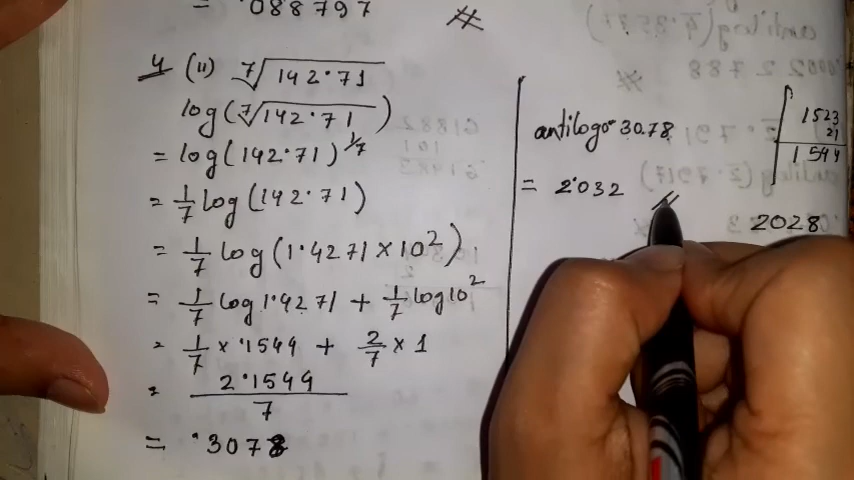 = ·088797
4 (ii) ⁷√142·71
log(⁷√142·71)
= log(142·71)^1/7
= 1/7 log(142·71)
= 1/7 log(1·4271 × 10²)
= 1/7 log 1·4271 + 1/7 log 10²
= 1/7 × ·1544 + 2/7 × 1
= 2·1544 / 7
= ·3078
antilog 0·3078
= 2·032
1523
21
1544
2028